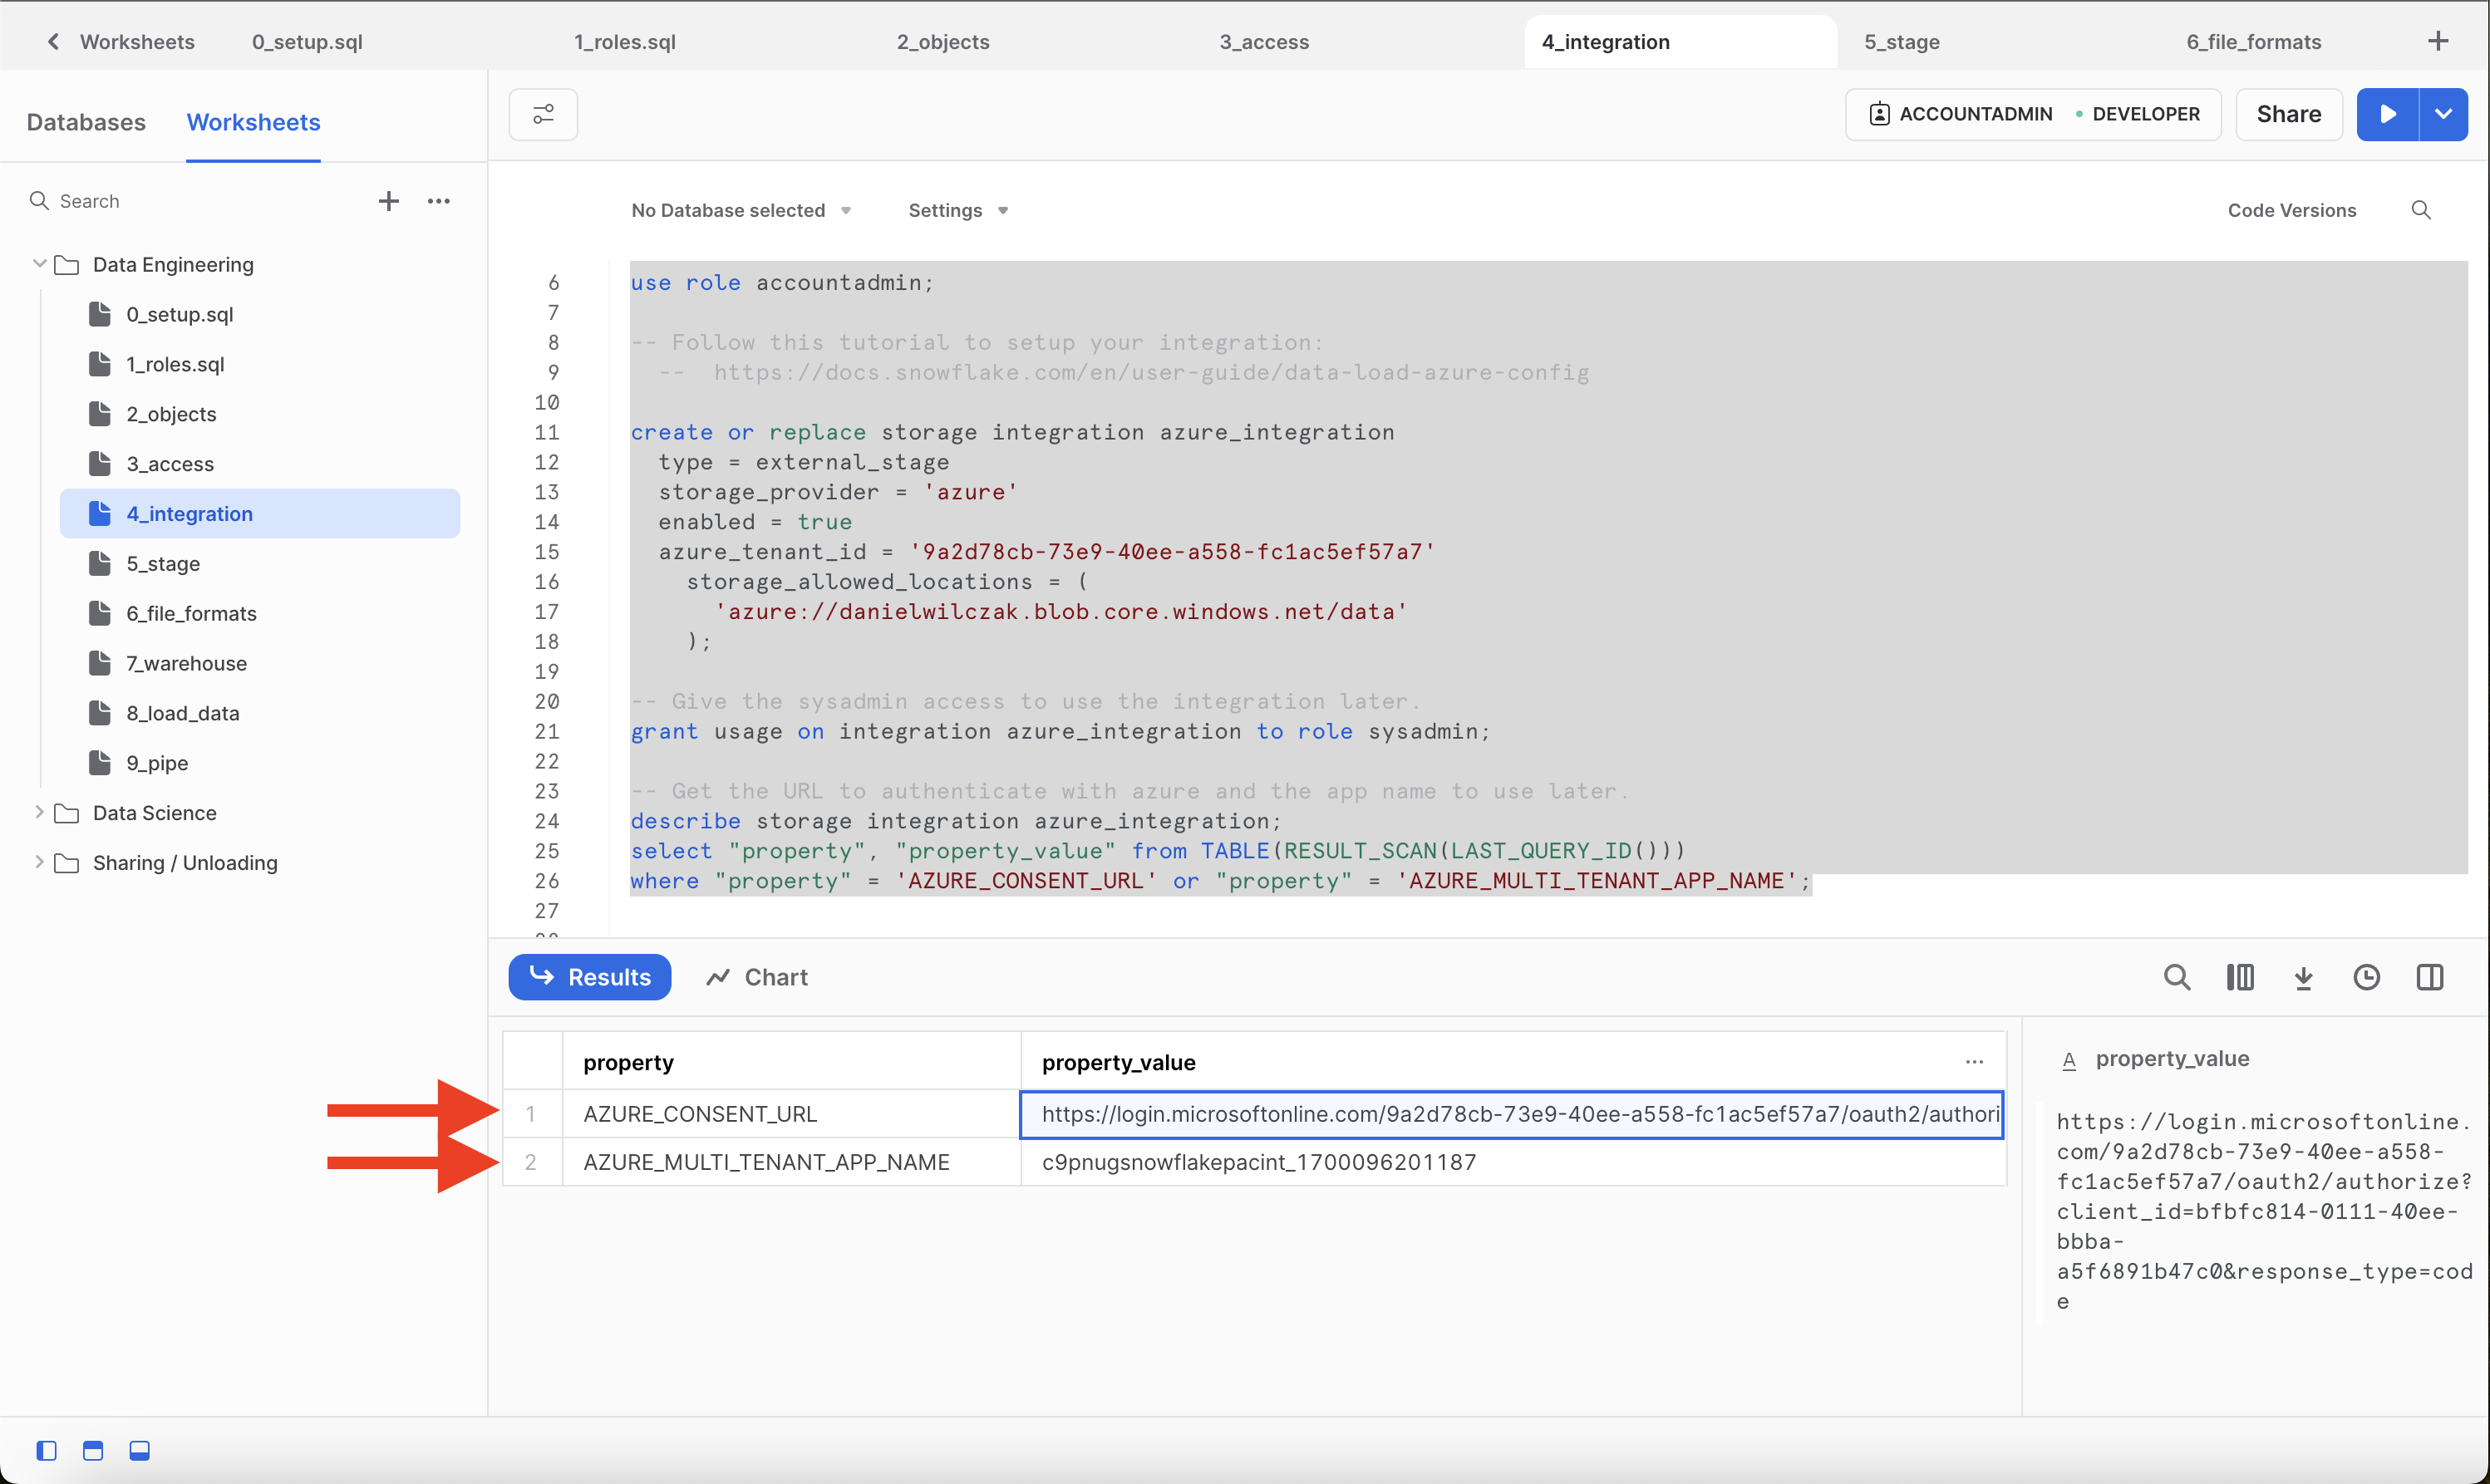 Worksheets 0_setup.sql 1_roles.sql 2_objects 3_access 4_integration 5_stage 6_file_formats
Databases Worksheets
ACCOUNTADMIN DEVELOPER Share
Search
No Database selected Settings Code Versions
Data Engineering
0_setup.sql
1_roles.sql
2_objects
3_access
4_integration
5_stage
6_file_formats
7_warehouse
8_load_data
9_pipe
Data Science
Sharing / Unloading
6 use role accountadmin;
7
8 -- Follow this tutorial to setup your integration:
9 -- https://docs.snowflake.com/en/user-guide/data-load-azure-config
10
11 create or replace storage integration azure_integration
12 type = external_stage
13 storage_provider = 'azure'
14 enabled = true
15 azure_tenant_id = '9a2d78cb-73e9-40ee-a558-fc1ac5ef57a7'
16 storage_allowed_locations = (
17 'azure://danielwilczak.blob.core.windows.net/data'
18 );
19
20 -- Give the sysadmin access to use the integration later.
21 grant usage on integration azure_integration to role sysadmin;
22
23 -- Get the URL to authenticate with azure and the app name to use later.
24 describe storage integration azure_integration;
25 select "property", "property_value" from TABLE(RESULT_SCAN(LAST_QUERY_ID()))
26 where "property" = 'AZURE_CONSENT_URL' or "property" = 'AZURE_MULTI_TENANT_APP_NAME';
27
Results Chart
property property_value ...
1 AZURE_CONSENT_URL https://login.microsoftonline.com/9a2d78cb-73e9-40ee-a558-fc1ac5ef57a7/oauth2/authori
2 AZURE_MULTI_TENANT_APP_NAME c9pnugsnowflakepacint_1700096201187
A property_value
https://login.microsoftonline.
com/9a2d78cb-73e9-40ee-a558-
fc1ac5ef57a7/oauth2/authorize?
client_id=bfbfc814-0111-40ee-
bbba-
a5f6891b47c0&response_type=cod
e